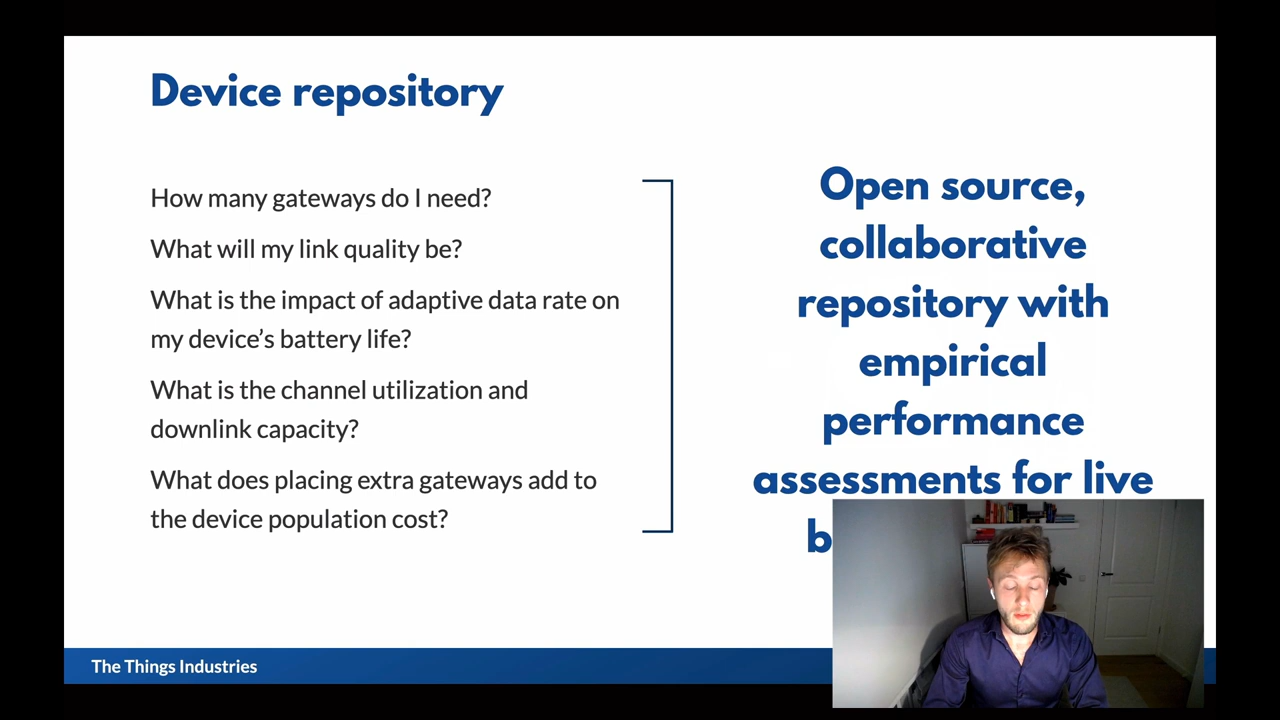 Device repository
How many gateways do I need?
What will my link quality be?
What is the impact of adaptive data rate on
my device’s battery life?
What is the channel utilization and
downlink capacity?
What does placing extra gateways add to
the device population cost?
Open source,
collaborative
repository with
empirical
performance
assessments for live
The Things Industries